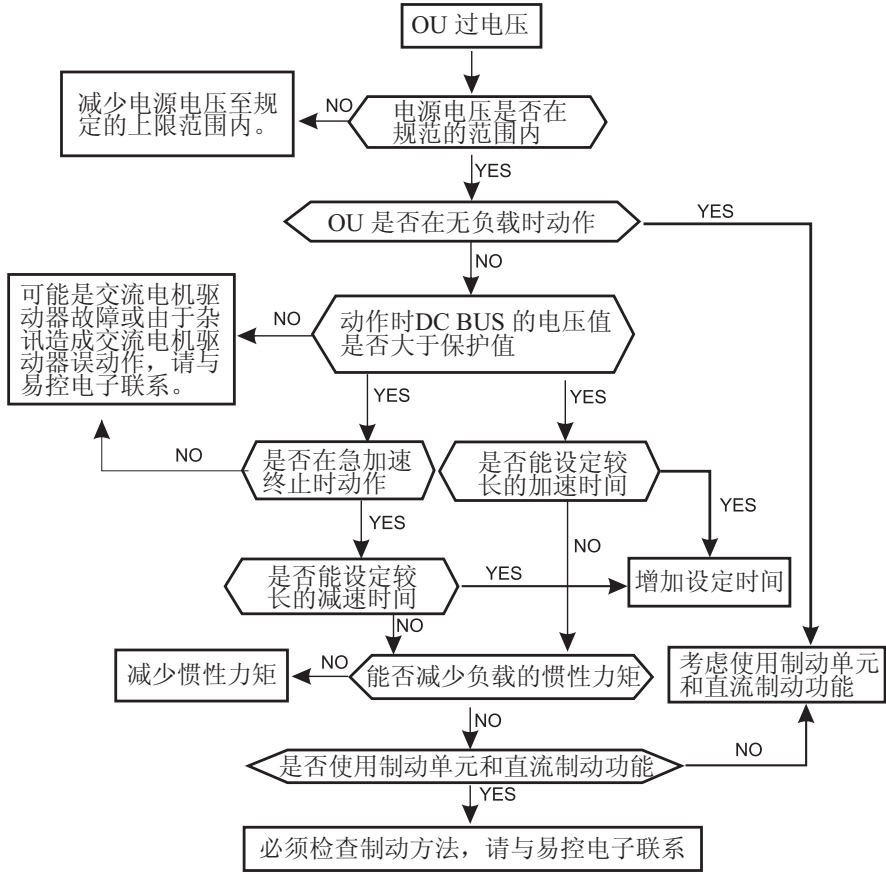 OU 过电压
减少电源电压至规
定的上限范围内。
NO
电源电压是否在
规范的范围内
YES
OU 是否在无负载时动作
YES
NO
可能是交流电机驱
动器故障或由于杂
讯造成交流电机驱
动器误动作，请与
易控电子联系。
NO
动作时DC BUS 的电压值
是否大于保护值
YES
YES
NO
是否在急加速
终止时动作
是否能设定较
长的加速时间
YES
YES
NO
是否能设定较
长的减速时间
YES
增加设定时间
NO
减少惯性力矩
NO
能否减少负载的惯性力矩
考虑使用制动单元
和直流制动功能
NO
是否使用制动单元和直流制动功能
NO
YES
必须检查制动方法，请与易控电子联系